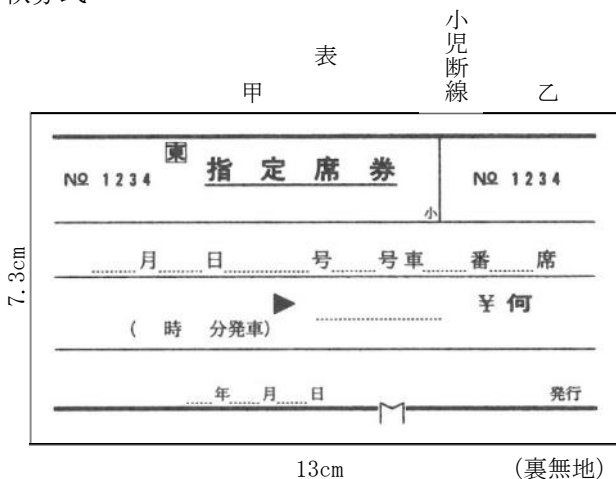 小児断線
表
甲
乙
東
指定席券
№ 1234
№ 1234
小
月 日 号 号車 番 席
▶
¥何
( 時 分発車)
年 月 日 発行
7.3cm
13cm
(裏無地)